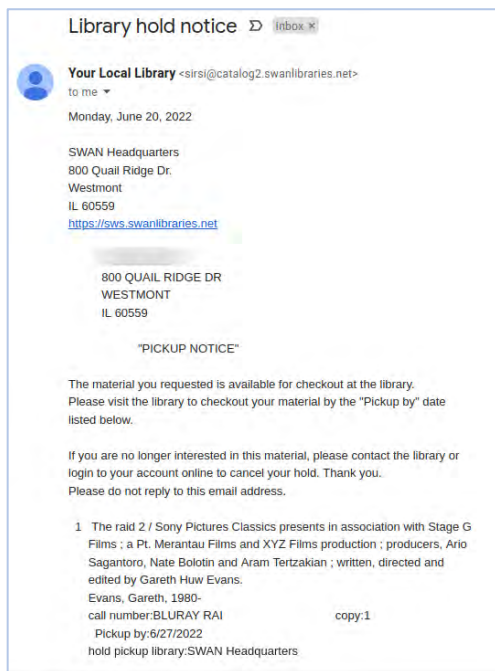 Library hold notice Inbox ×
Your Local Library <sirsi@catalog2.swanlibraries.net>
to me
Monday, June 20, 2022
SWAN Headquarters
800 Quail Ridge Dr.
Westmont
IL 60559
https://sws.swanlibraries.net
800 QUAIL RIDGE DR
WESTMONT
IL 60559
"PICKUP NOTICE"
The material you requested is available for checkout at the library.
Please visit the library to checkout your material by the "Pickup by" date
listed below.
If you are no longer interested in this material, please contact the library or
login to your account online to cancel your hold. Thank you.
Please do not reply to this email address.
1 The raid 2 / Sony Pictures Classics presents in association with Stage G
Films ; a Pt. Merantau Films and XYZ Films production ; producers, Ario
Sagantoro, Nate Bolotin and Aram Tertzakian ; written, directed and
edited by Gareth Huw Evans.
Evans, Gareth, 1980-
call number:BLURAY RAI copy:1
Pickup by:6/27/2022
hold pickup library:SWAN Headquarters